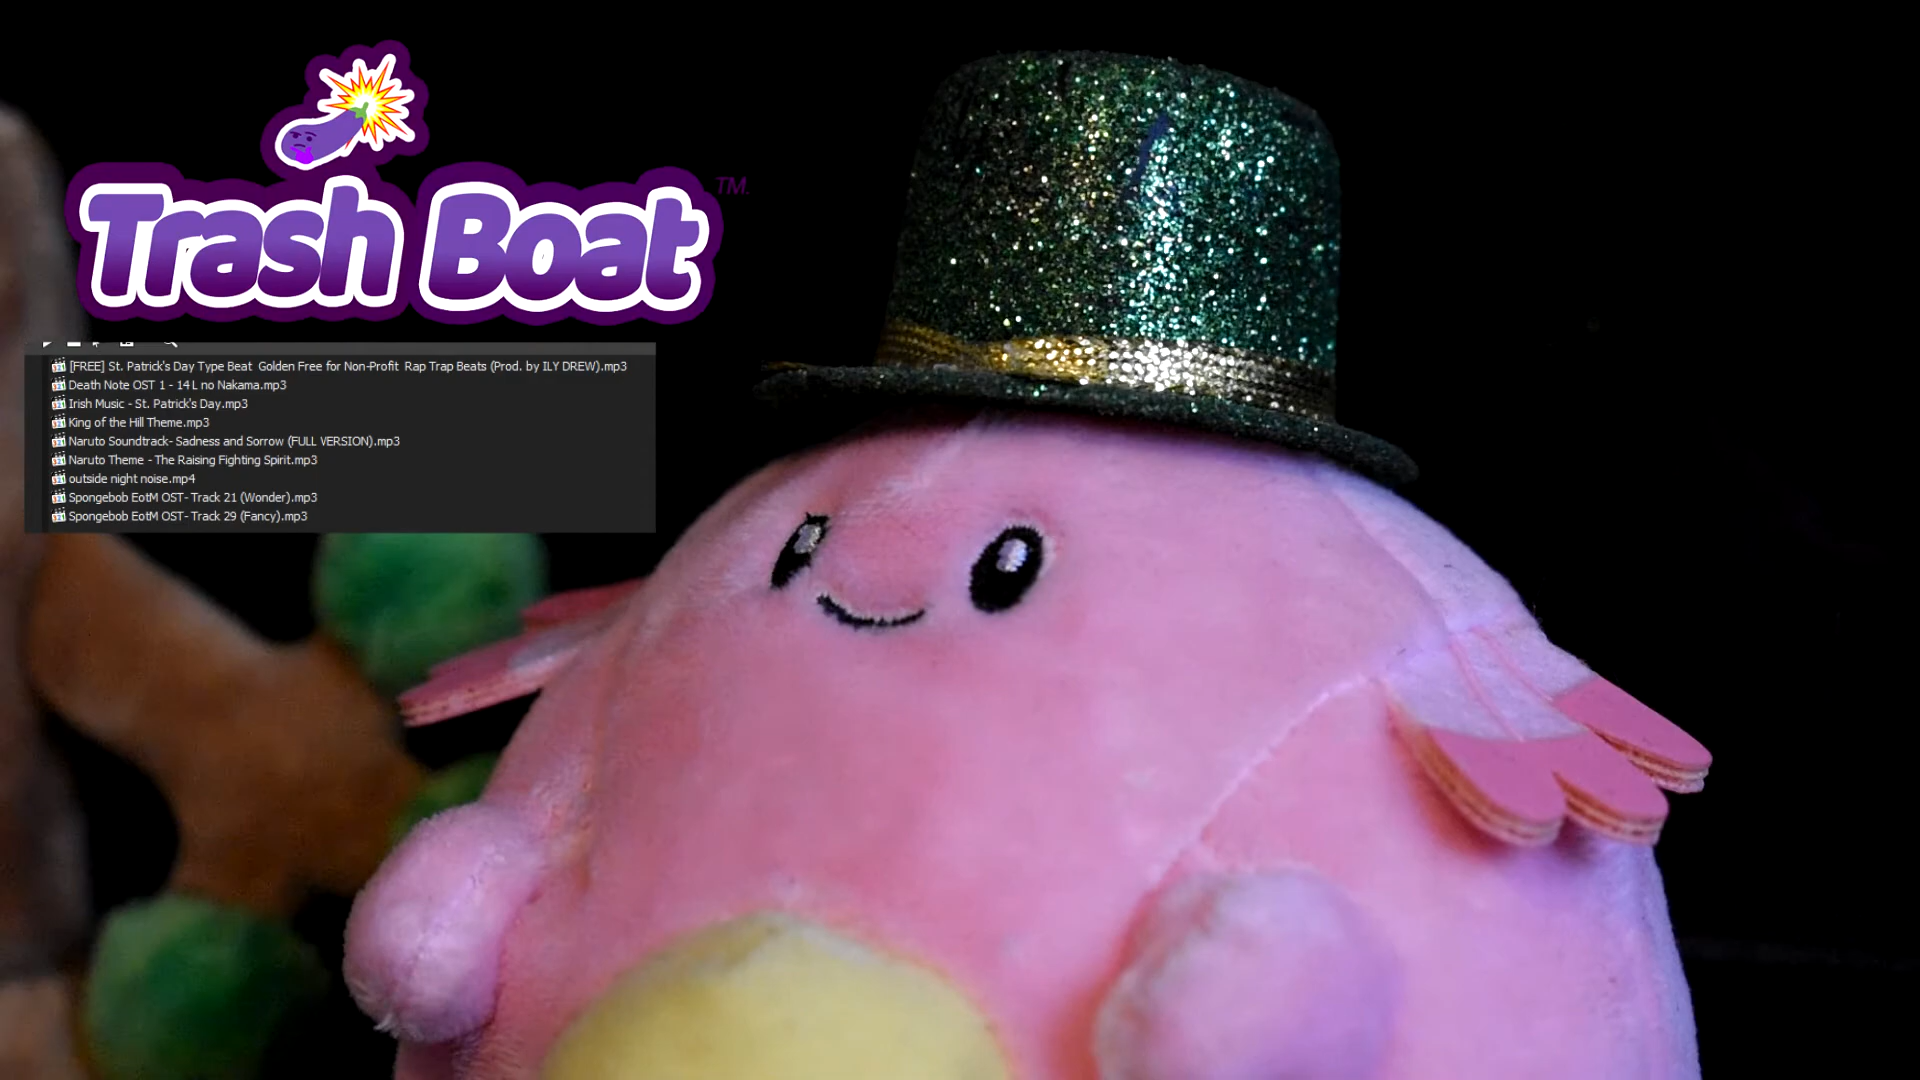 Trash Boat
TM
[FREE] St. Patrick's Day Type Beat Golden Free for Non-Profit Rap Trap Beats (Prod. by ILY DREW).mp3
Death Note OST 1 - 14 L no Nakama.mp3
Irish Music - St. Patrick's Day.mp3
King of the Hill Theme.mp3
Naruto Soundtrack- Sadness and Sorrow (FULL VERSION).mp3
Naruto Theme - The Raising Fighting Spirit.mp3
outside night noise.mp4
Spongebob EotM OST- Track 21 (Wonder).mp3
Spongebob EotM OST- Track 29 (Fancy).mp3